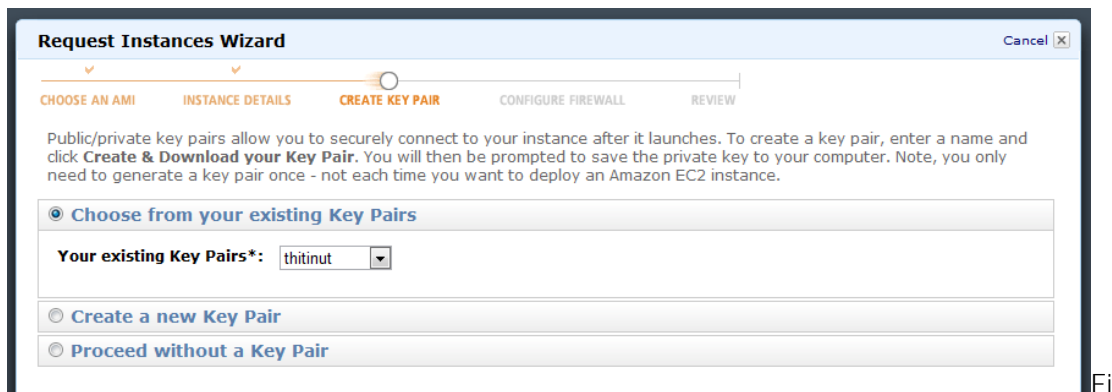 Request Instances Wizard
Cancel
CHOOSE AN AMI INSTANCE DETAILS CREATE KEY PAIR CONFIGURE FIREWALL REVIEW
Public/private key pairs allow you to securely connect to your instance after it launches. To create a key pair, enter a name and
click Create & Download your Key Pair. You will then be prompted to save the private key to your computer. Note, you only
need to generate a key pair once - not each time you want to deploy an Amazon EC2 instance.
Choose from your existing Key Pairs
Your existing Key Pairs*: thitinut
Create a new Key Pair
Proceed without a Key Pair